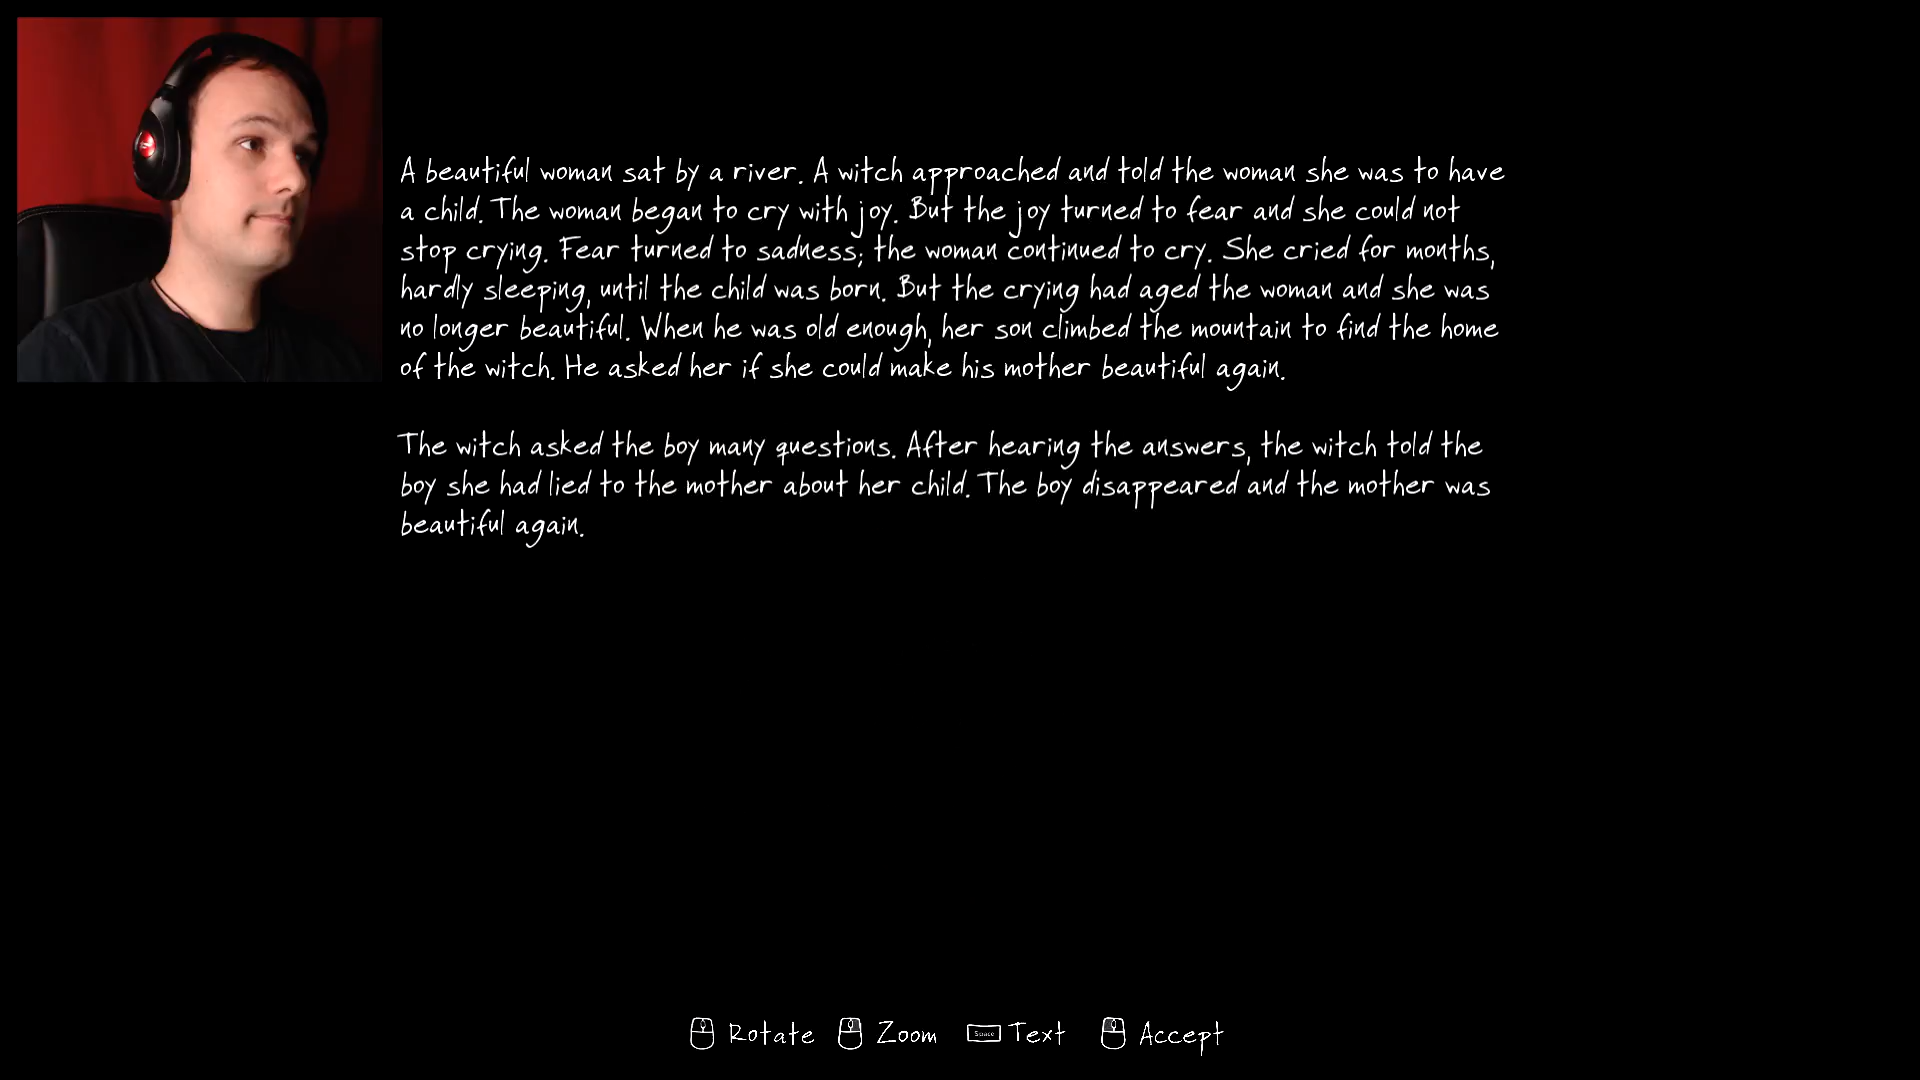 A beautiful woman sat by a river. A witch approached and told the woman she was to have
a child. The woman began to cry with joy. But the joy turned to fear and she could not
stop crying. Fear turned to sadness; the woman continued to cry. She cried for months,
hardly sleeping, until the child was born. But the crying had aged the woman and she was
no longer beautiful. When he was old enough, her son climbed the mountain to find the home
of the witch. He asked her if she could make his mother beautiful again.
The witch asked the boy many questions. After hearing the answers, the witch told the
boy she had lied to the mother about her child. The boy disappeared and the mother was
beautiful again.
Rotate Zoom Space Text Accept